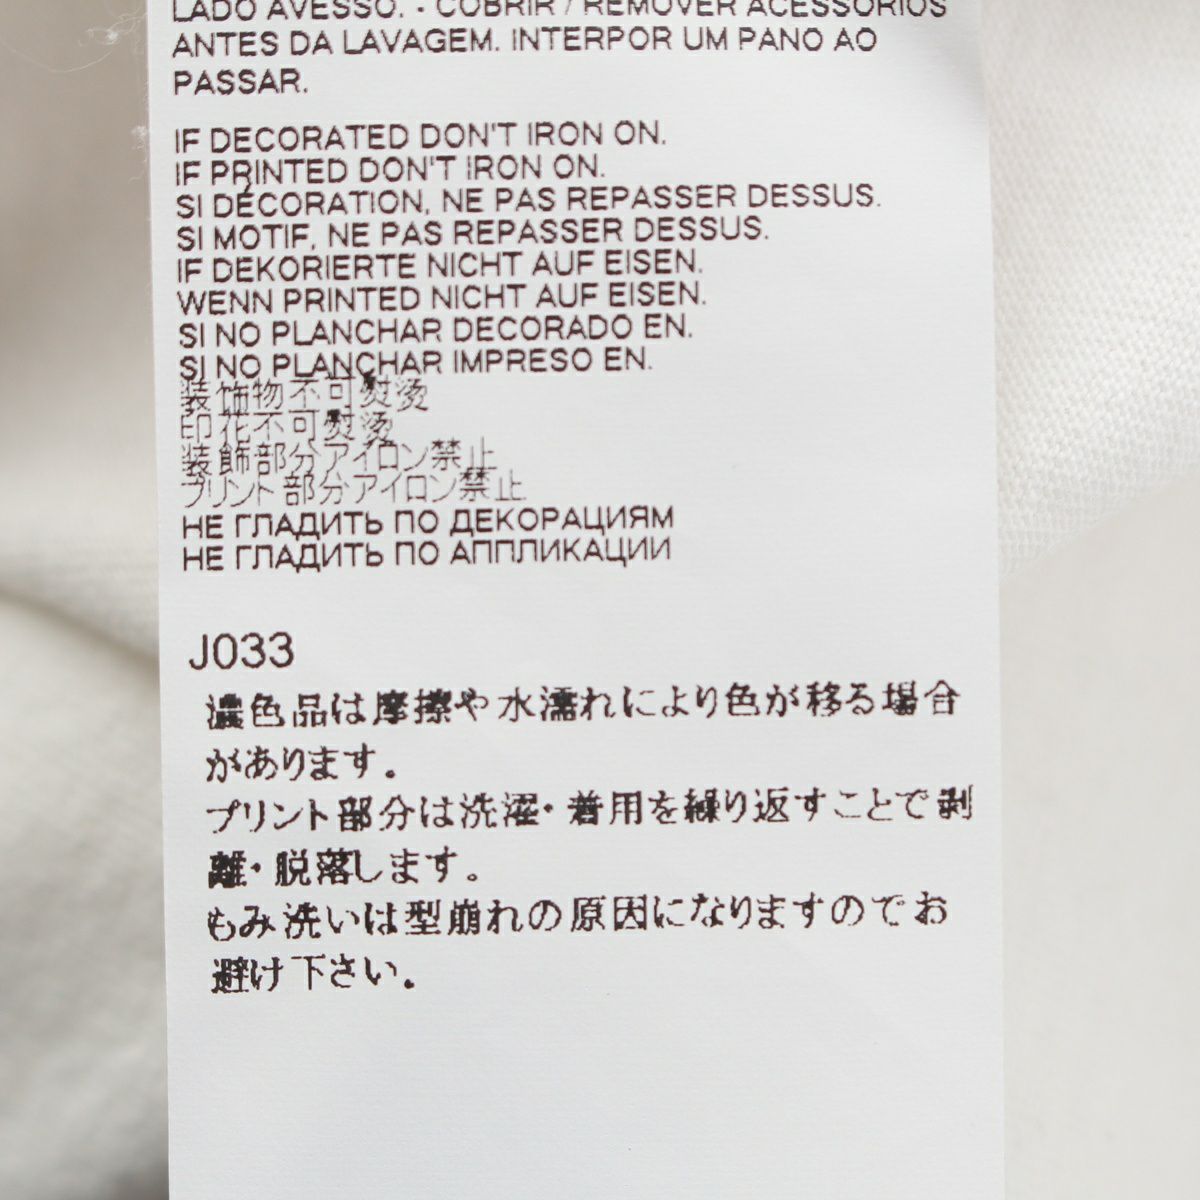 LADO AVESSO. - COBRIR / REMOVER ACESSÓRIOS
ANTES DA LAVAGEM. INTERPOR UM PANO AO
PASSAR.
IF DECORATED DON'T IRON ON.
IF PRINTED DON'T IRON ON.
SI DÉCORATION, NE PAS REPASSER DESSUS.
SI MOTIF, NE PAS REPASSER DESSUS.
IF DEKORIERTE NICHT AUF EISEN.
WENN PRINTED NICHT AUF EISEN.
SI NO PLANCHAR DECORADO EN.
SI NO PLANCHAR IMPRESO EN.
装饰物不可熨烫
印花不可熨烫
装飾部分アイロン禁止
プリント部分アイロン禁止
НЕ ГЛАДИТЬ ПО ДЕКОРАЦИЯМ
НЕ ГЛАДИТЬ ПО АППЛИКАЦИИ
J033
濃色品は摩擦や水濡れにより色が移る場合
があります。
プリント部分は洗濯・着用を繰り返すことで剥
離・脱落します。
もみ洗いは型崩れの原因になりますのでお
避け下さい。